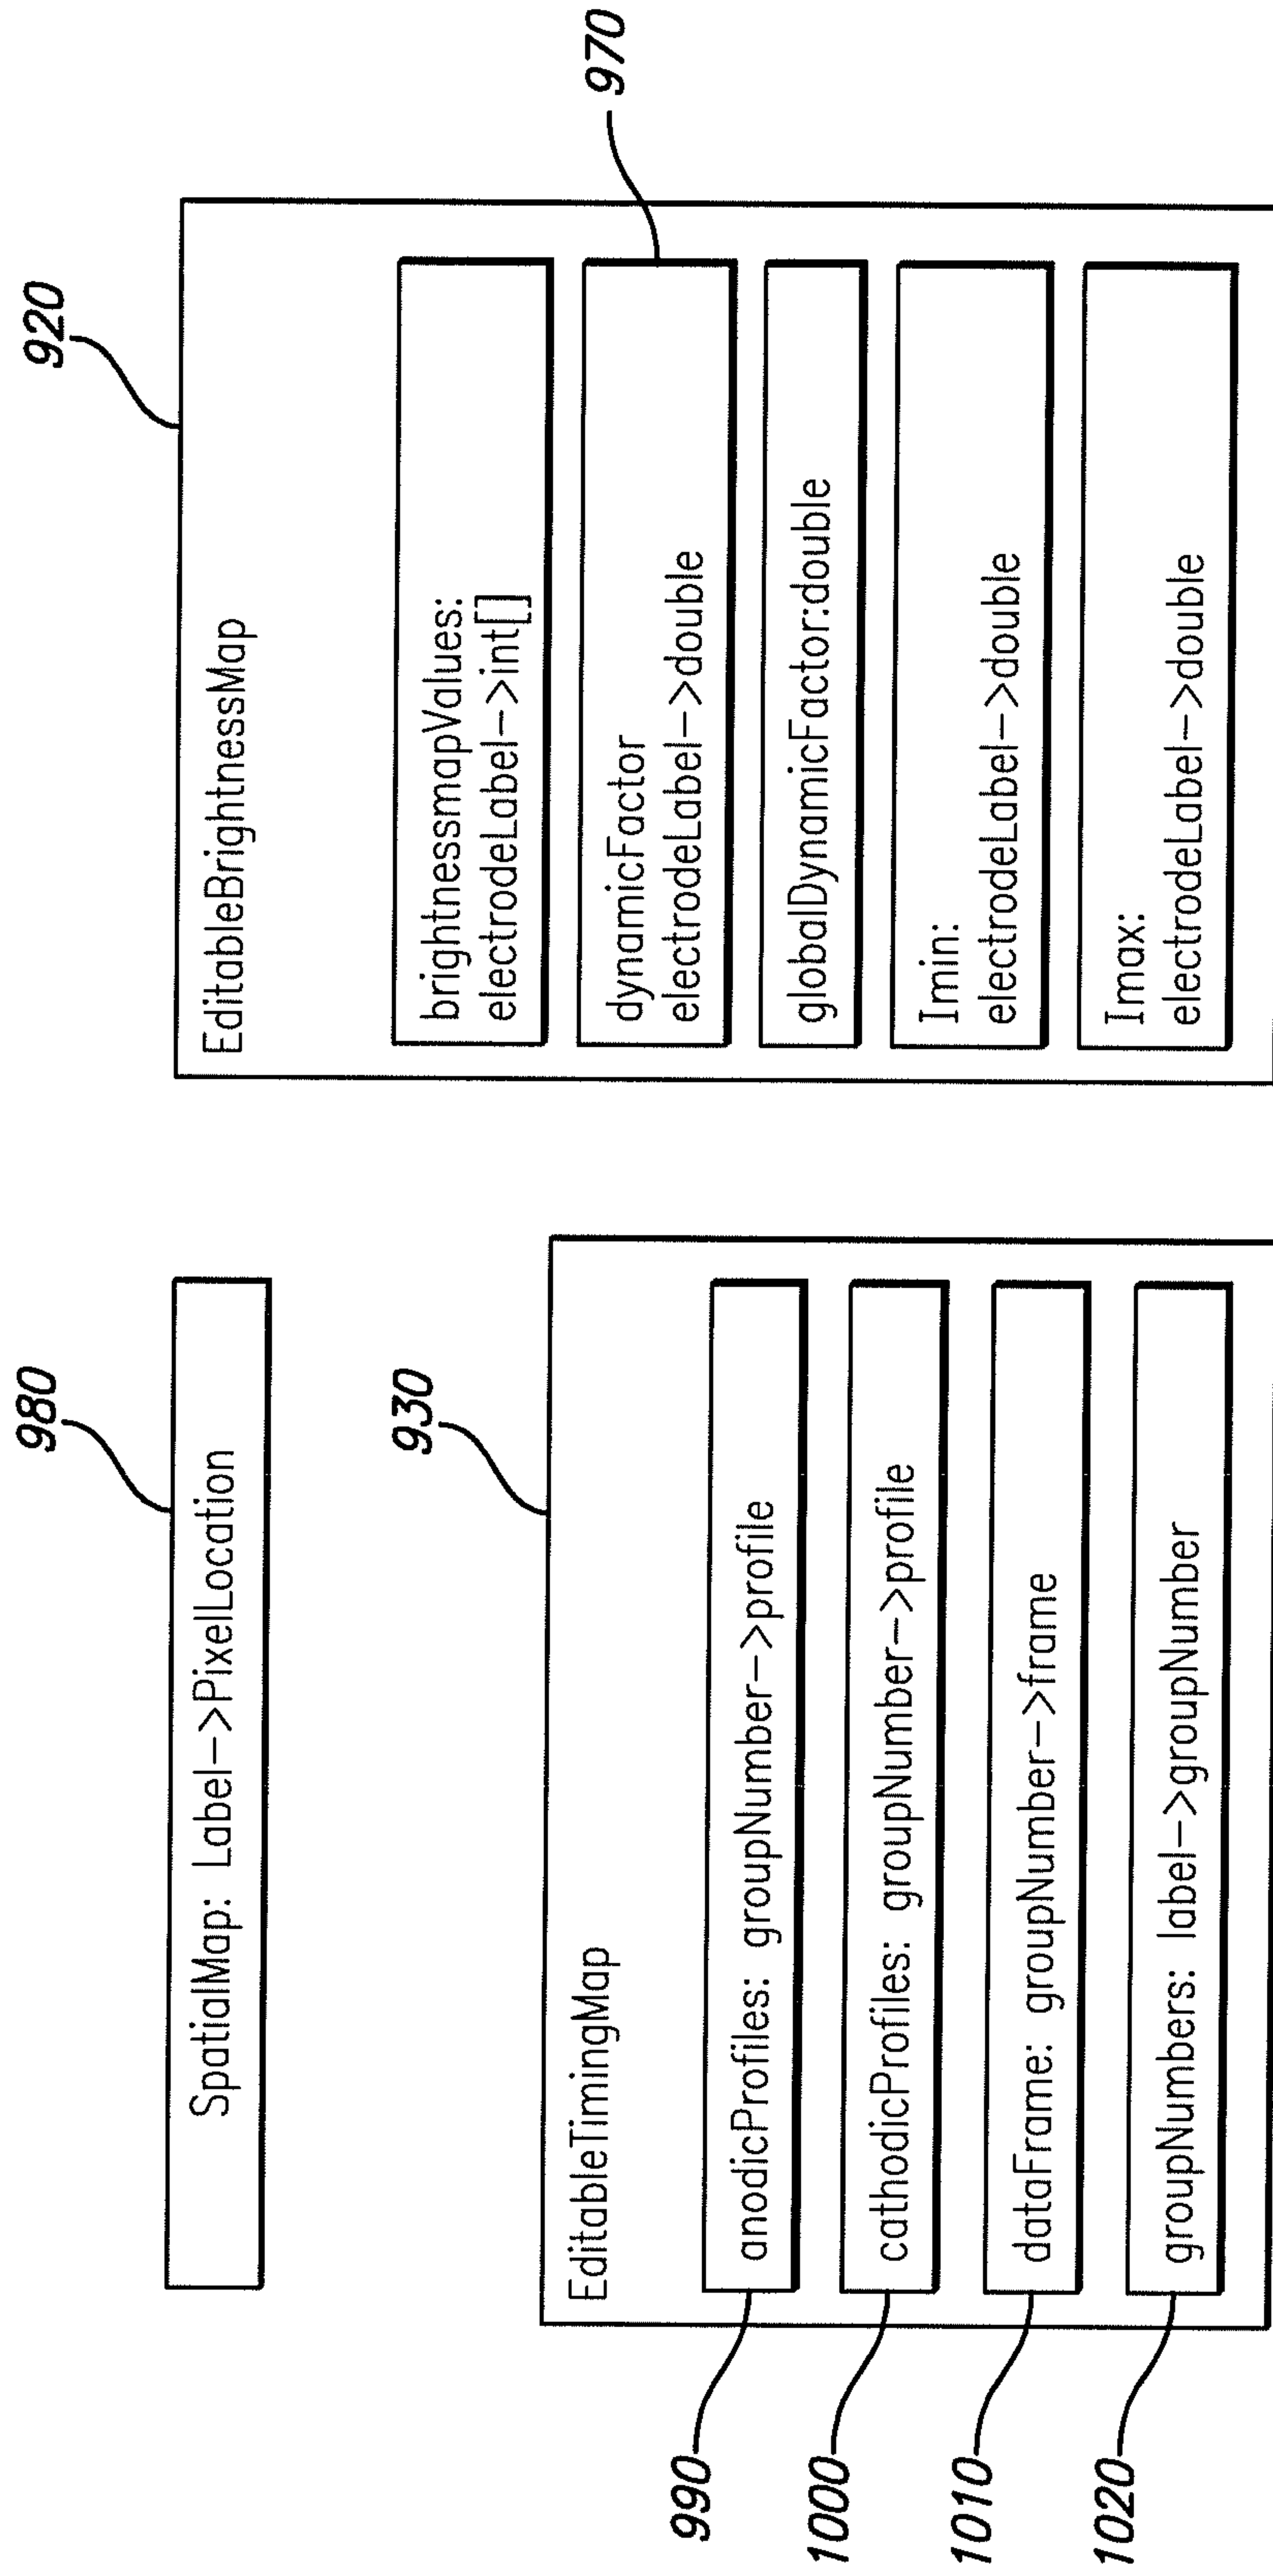 980
SpatialMap: Label->PixelLocation
930
EditableTimingMap
990
anodicProfiles: groupNumber->profile
1000
cathodicProfiles: groupNumber->profile
1010
dataFrame: groupNumber->frame
1020
groupNumbers: label->groupNumber
920
EditableBrightnessMap
brightnessmapValues:
electrodeLabel->int[]
970
dynamicFactor
electrodeLabel->double
globalDynamicFactor:double
Imin:
electrodeLabel->double
Imax:
electrodeLabel->double